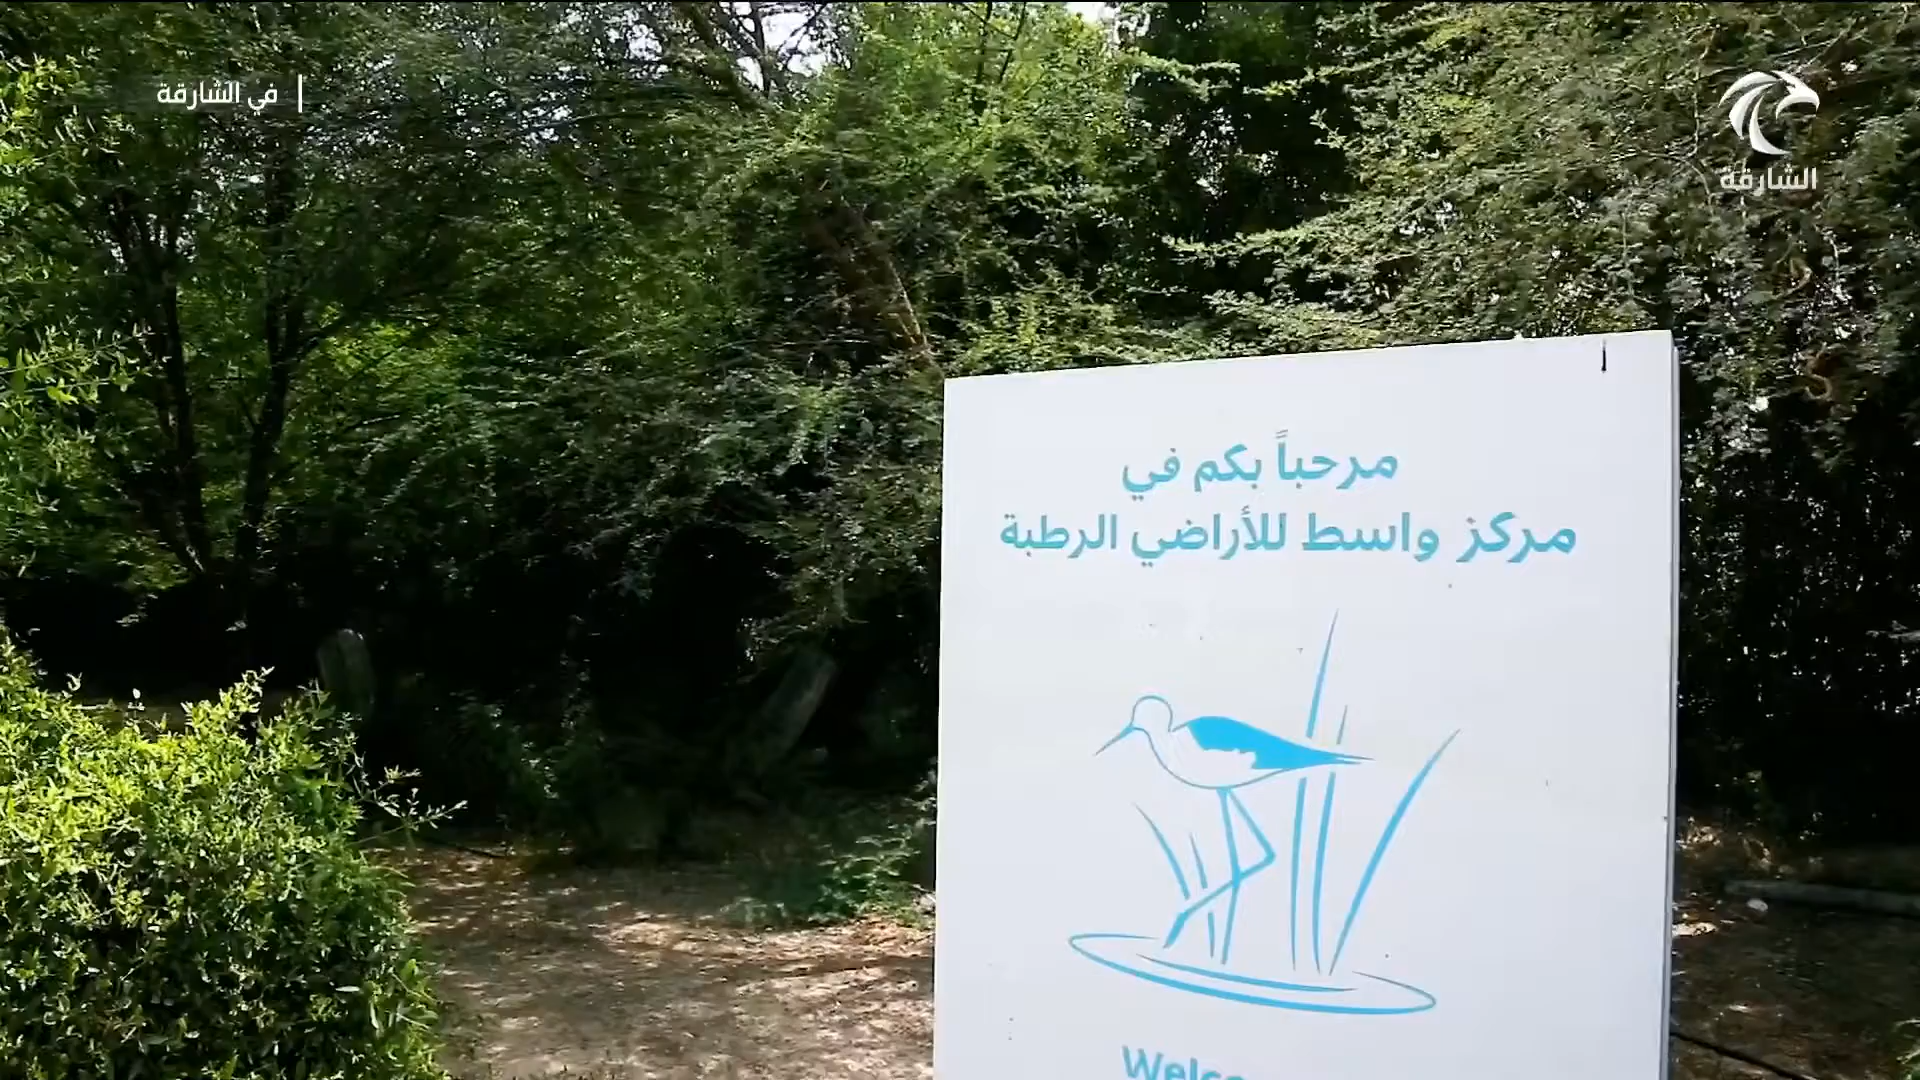 في الشارقة
الشارقة
مرحباً بكم في
مركز واسط للأراضي الرطبة